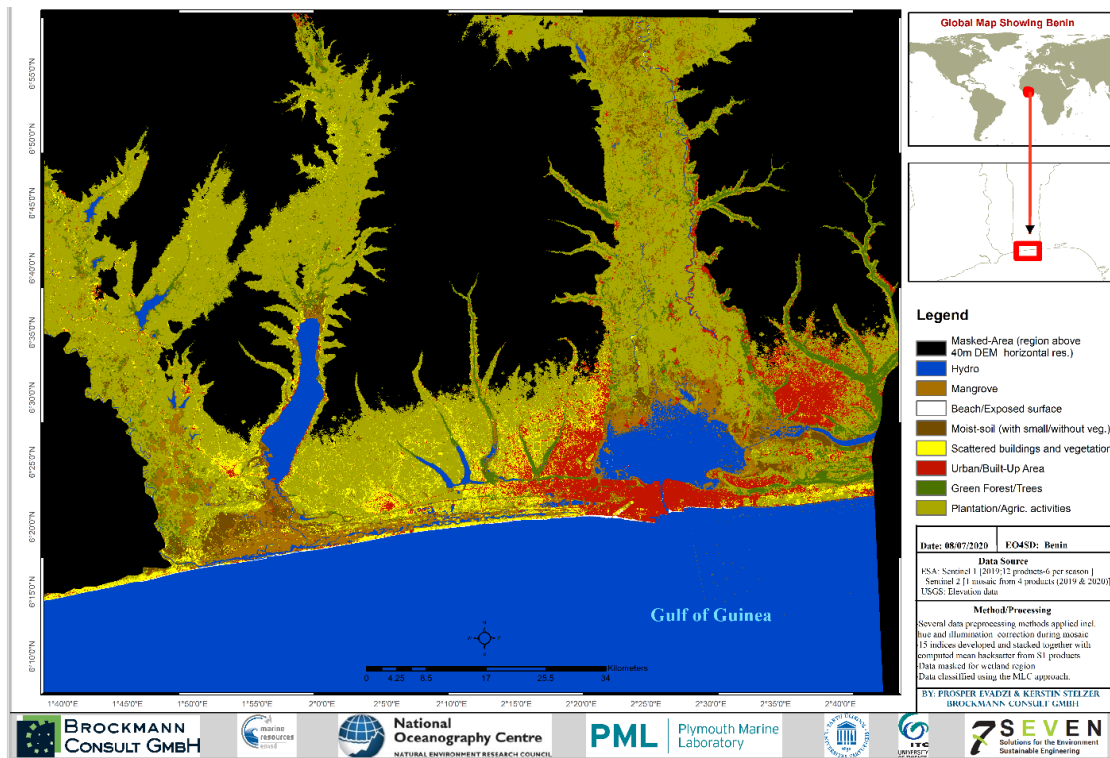 Global Map Showing Benin
6°55'0"N
6°50'0"N
6°45'0"N
6°40'0"N
6°35'0"N
6°30'0"N
6°25'0"N
6°20'0"N
6°15'0"N
6°10'0"N
Legend
Masked-Area (region above
40m DEM horizontal res.)
Hydro
Mangrove
Beach/Exposed surface
Moist-soil (with small/without veg.)
Scattered buildings and vegetation
Urban/Built-Up Area
Green Forest/Trees
Plantation/Agric. activities
Date: 08/07/2020 EO4SD: Benin
Data Source
ESA: Sentinel 1 [2019;12 products-6 per season ]
Sentinel 2 [1 mosaic from 4 products (2019 & 2020)]
USGS: Elevation data
Method/Processing
-Several data preprocessing methods applied incl.
hue and illumination correction during mosaic
-15 indices developed and stacked together with
computed mean backsatter from S1 products
-Data masked for wetland region
-Data classiffied using the MLC approach.
BY: PROSPER EVADZI & KERSTIN STELZER
BROCKMANN CONSULT GMBH
Gulf of Guinea
N
Kilometers
0 4.25 8.5 17 25.5 34
1°40'0"E 1°45'0"E 1°50'0"E 1°55'0"E 2°0'0"E 2°5'0"E 2°10'0"E 2°15'0"E 2°20'0"E 2°25'0"E 2°30'0"E 2°35'0"E 2°40'0"E
BROCKMANN
CONSULT GMBH
marine
resources
National
Oceanography Centre
NATURAL ENVIRONMENT RESEARCH COUNCIL
PML
Plymouth Marine
Laboratory
ITC
UNIVERSITY
7 SEVEN
Solutions for the Environment
Sustainable Engineering